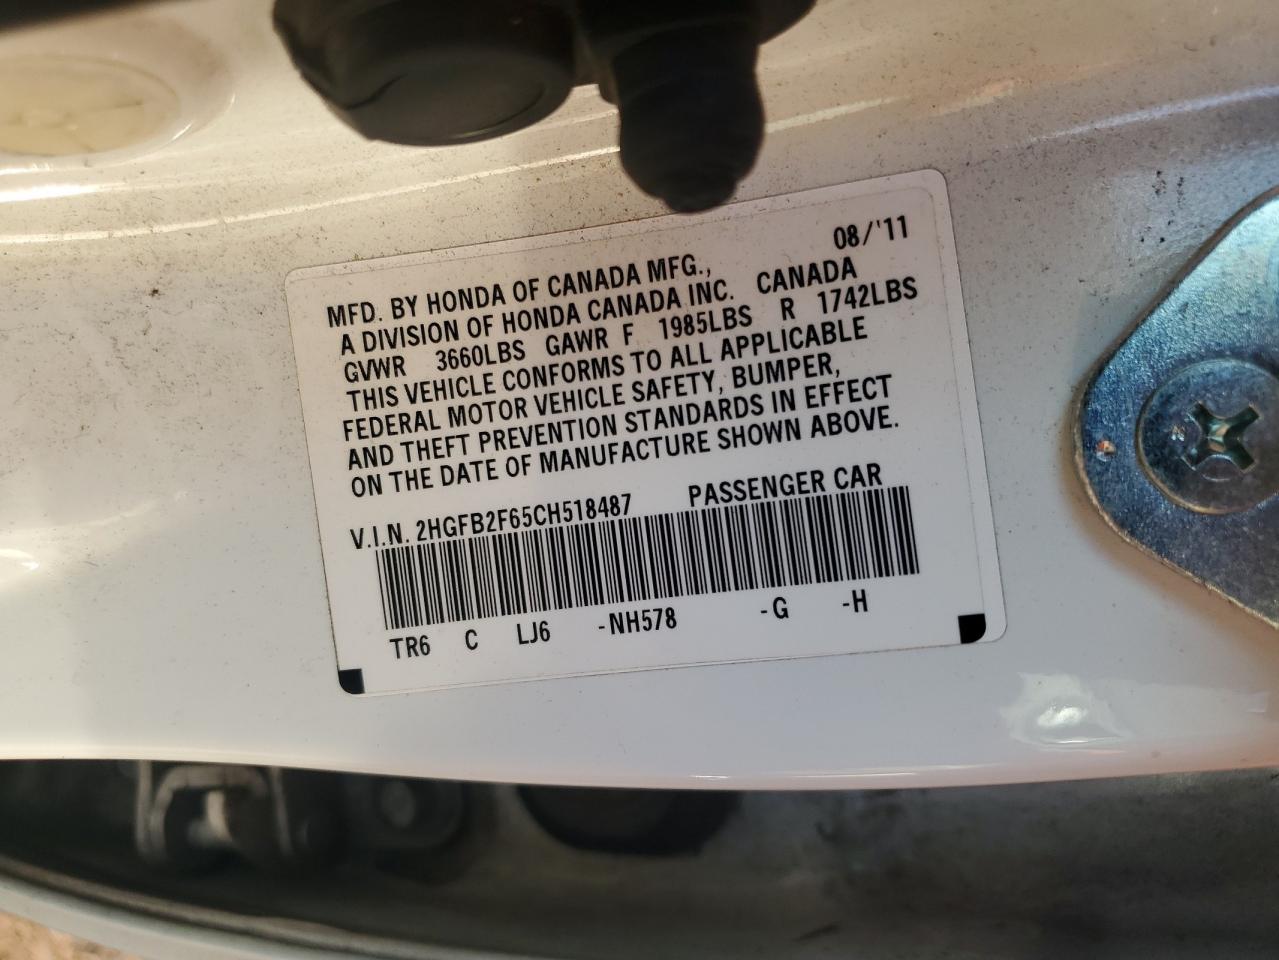 08/'11
MFD. BY HONDA OF CANADA MFG.,
A DIVISION OF HONDA CANADA INC. CANADA
GVWR 3660LBS GAWR F 1985LBS R 1742LBS
THIS VEHICLE CONFORMS TO ALL APPLICABLE
FEDERAL MOTOR VEHICLE SAFETY, BUMPER,
AND THEFT PREVENTION STANDARDS IN EFFECT
ON THE DATE OF MANUFACTURE SHOWN ABOVE.
V.I.N. 2HGFB2F65CH518487 PASSENGER CAR
TR6 C LJ6 -NH578 -G -H